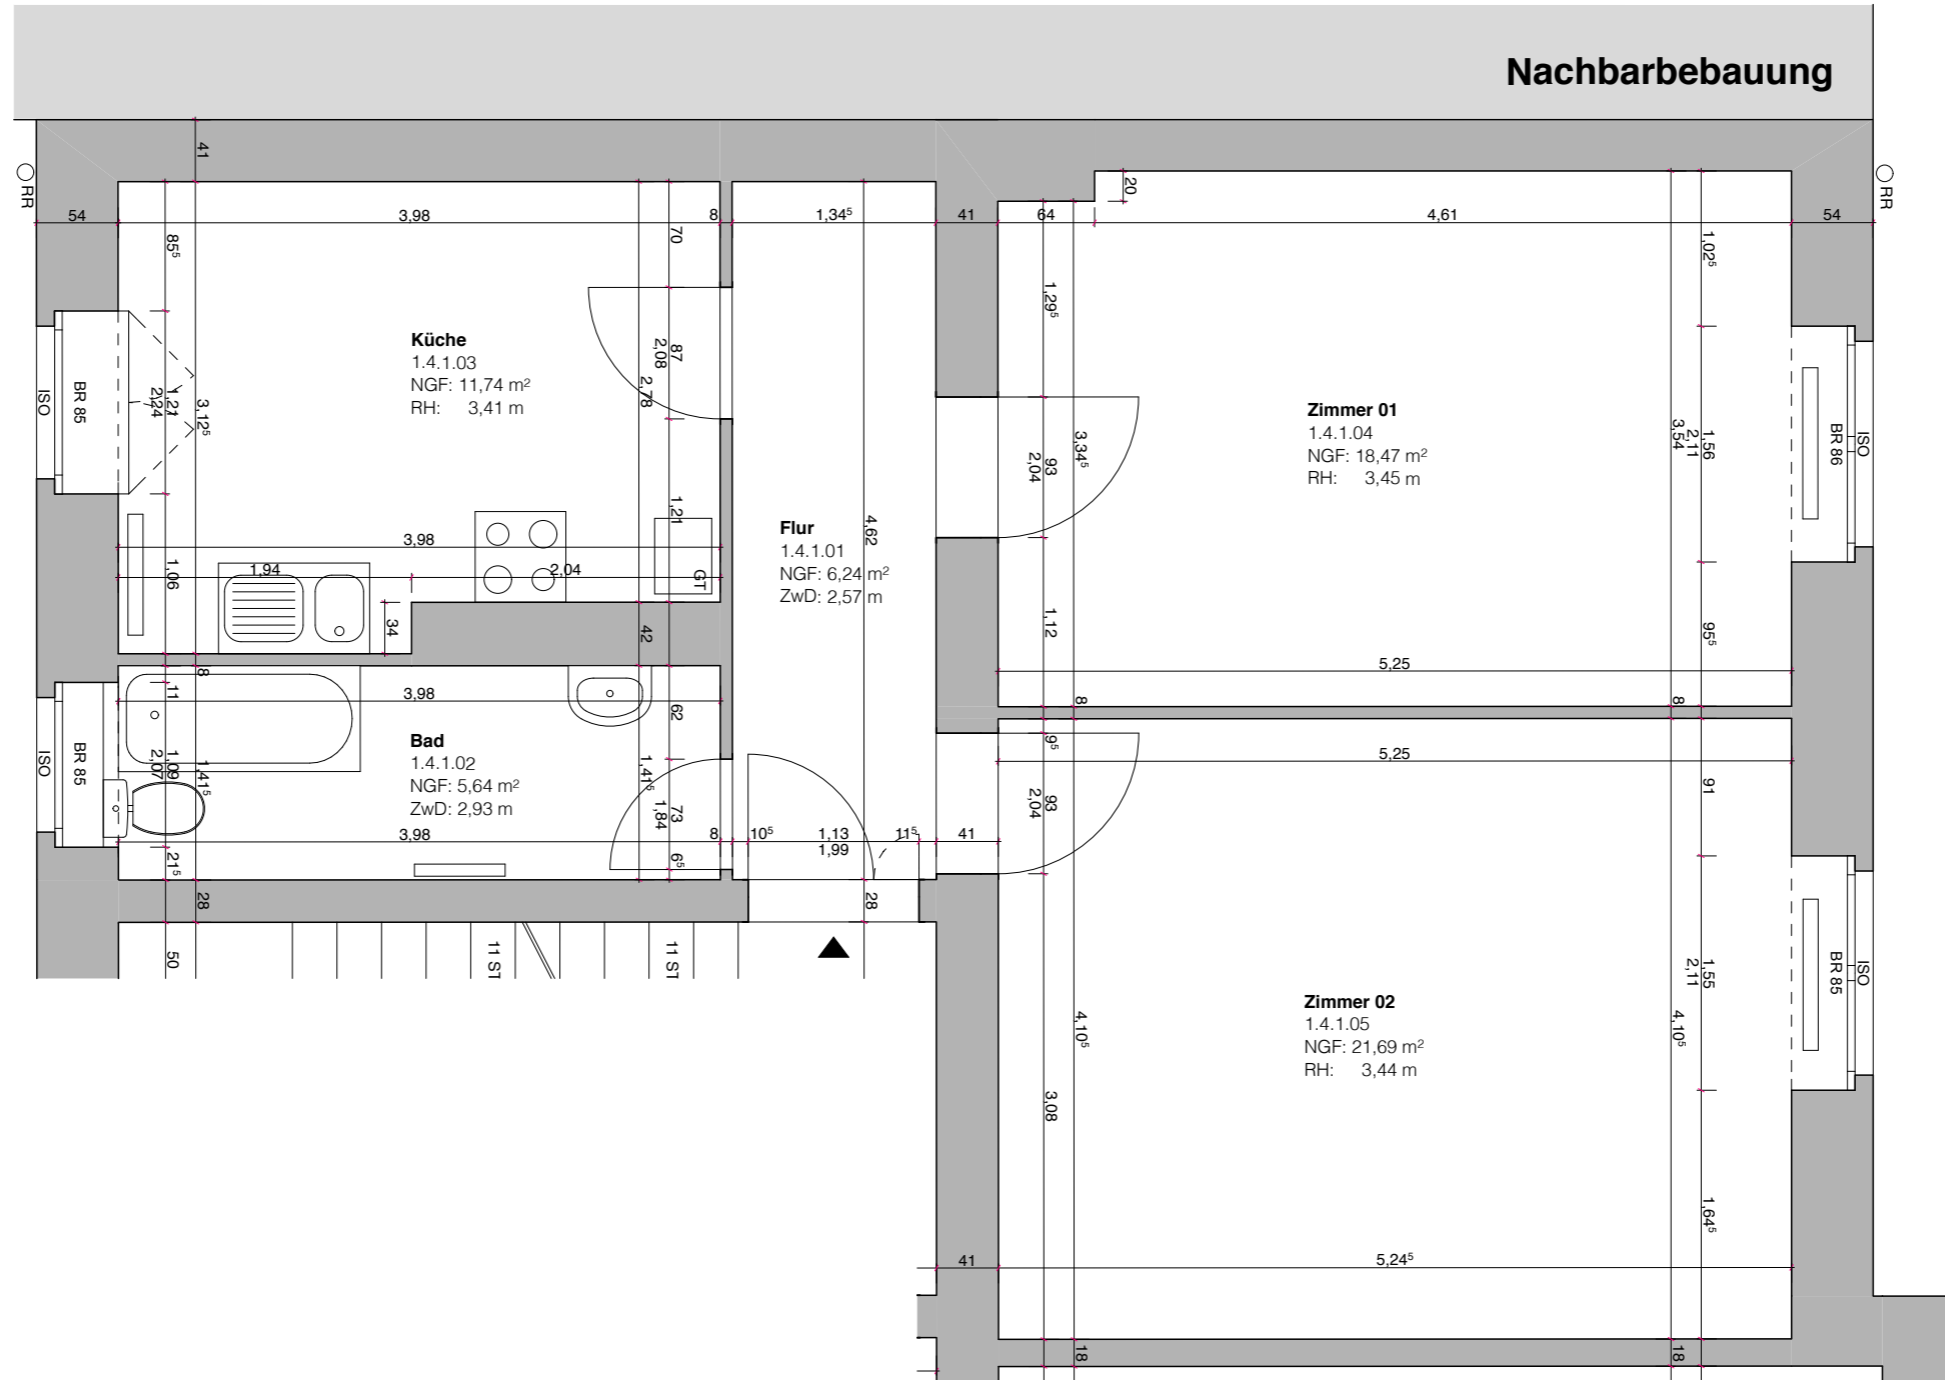 Nachbarbebauung
RR
RR
41
54
3,98
8
1,34⁵
41
64
20
4,61
54
85⁵
70
1,02⁵
1,29⁵
Küche
1.4.1.03
NGF: 11,74 m²
RH: 3,41 m
87
2,08
2,78
ISO
BR 85
1,21
2,24
3,12⁵
Zimmer 01
1.4.1.04
NGF: 18,47 m²
RH: 3,45 m
93
2,04
3,34⁵
3,54
2,11
1,56
BR 86
ISO
1,21
3,98
1,94
2,04
GT
1,06
34
42
Flur
1.4.1.01
NGF: 6,24 m²
ZwD: 2,57 m
4,62
1,12
95⁵
5,25
8
8
8
11
3,98
62
9⁵
5,25
ISO
BR 85
1,09
2,07
1,41⁵
Bad
1.4.1.02
NGF: 5,64 m²
ZwD: 2,93 m
1,41⁵
73
1,84
93
2,04
91
3,98
8
10⁵
1,13
1,99
11⁵
41
21⁵
6⁵
28
28
50
11 ST
11 ST
1,55
2,11
BR 85
ISO
Zimmer 02
1.4.1.05
NGF: 21,69 m²
RH: 3,44 m
4,10⁵
4,10⁵
3,08
1,64⁵
41
5,24⁵
18
18